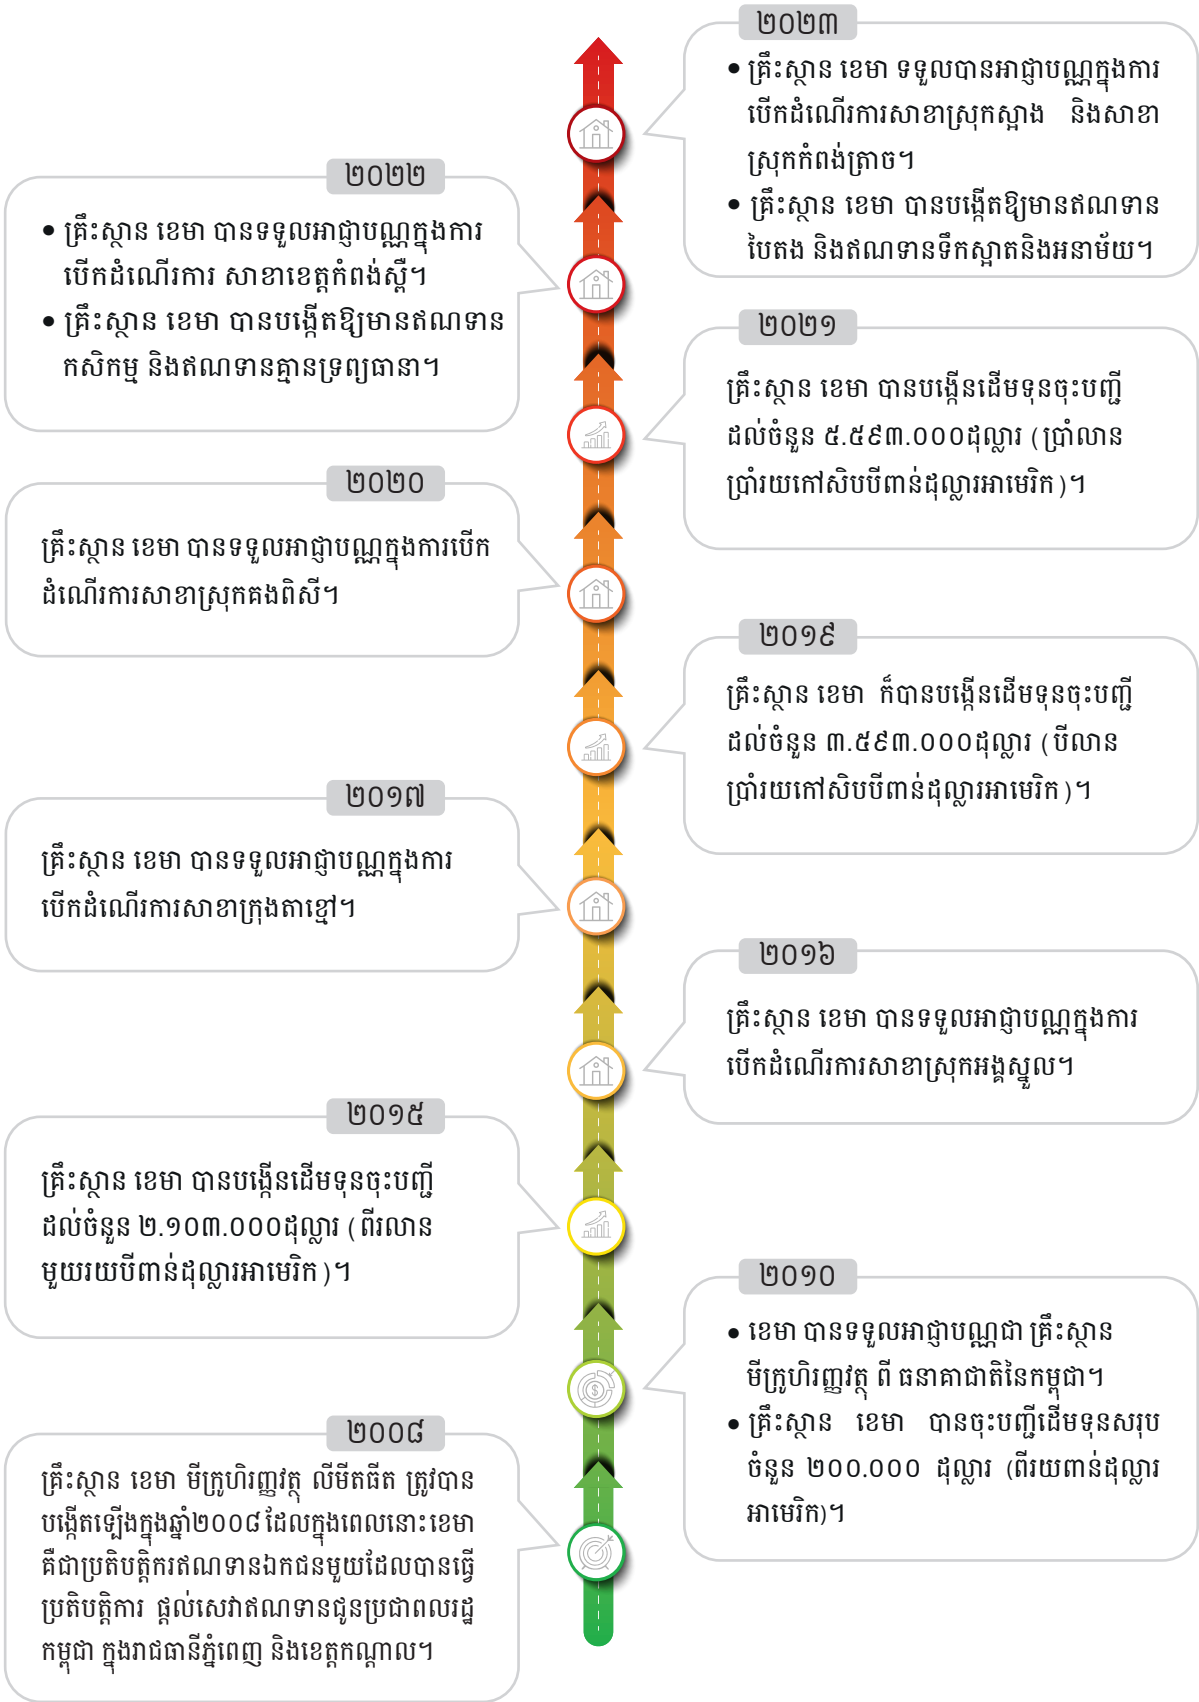 ២០២៣
• គ្រឹះស្ថាន ខេមា ទទួលបានអាជ្ញាបណ្ណក្នុងការ
បើកដំណើរការសាខាស្រុកស្អាង និងសាខា
ស្រុកកំពង់ត្រាច។
• គ្រឹះស្ថាន ខេមា បានបង្កើតឱ្យមានឥណទាន
បៃតង និងឥណទានទឹកស្អាតនិងអនាម័យ។
២០២២
• គ្រឹះស្ថាន ខេមា បានទទួលអាជ្ញាបណ្ណក្នុងការ
បើកដំណើរការ សាខាខេត្តកំពង់ស្ពឺ។
• គ្រឹះស្ថាន ខេមា បានបង្កើតឱ្យមានឥណទាន
កសិកម្ម និងឥណទានគ្មានទ្រព្យធានា។
២០២១
គ្រឹះស្ថាន ខេមា បានបង្កើនដើមទុនចុះបញ្ជី
ដល់ចំនួន ៥.៥៩៣.០០០ដុល្លារ (ប្រាំលាន
ប្រាំរយកៅសិបបីពាន់ដុល្លារអាមេរិក)។
២០២០
គ្រឹះស្ថាន ខេមា បានទទួលអាជ្ញាបណ្ណក្នុងការបើក
ដំណើរការសាខាស្រុកគងពិសី។
២០១៩
គ្រឹះស្ថាន ខេមា ក៏បានបង្កើនដើមទុនចុះបញ្ជី
ដល់ចំនួន ៣.៥៩៣.០០០ដុល្លារ (បីលាន
ប្រាំរយកៅសិបបីពាន់ដុល្លារអាមេរិក)។
២០១៧
គ្រឹះស្ថាន ខេមា បានទទួលអាជ្ញាបណ្ណក្នុងការ
បើកដំណើរការសាខាក្រុងតាខ្មៅ។
២០១៦
គ្រឹះស្ថាន ខេមា បានទទួលអាជ្ញាបណ្ណក្នុងការ
បើកដំណើរការសាខាស្រុកអង្គស្នួល។
២០១៥
គ្រឹះស្ថាន ខេមា បានបង្កើនដើមទុនចុះបញ្ជី
ដល់ចំនួន ២.១០៣.០០០ដុល្លារ (ពីរលាន
មួយរយបីពាន់ដុល្លារអាមេរិក)។
២០១០
• ខេមា បានទទួលអាជ្ញាបណ្ណជា គ្រឹះស្ថាន
មីក្រូហិរញ្ញវត្ថុ ពី ធនាគាជាតិនៃកម្ពុជា។
• គ្រឹះស្ថាន ខេមា បានចុះបញ្ជីដើមទុនសរុប
ចំនួន ២០០.០០០ ដុល្លារ (ពីរយពាន់ដុល្លារ
អាមេរិក)។
២០០៨
គ្រឹះស្ថាន ខេមា មីក្រូហិរញ្ញវត្ថុ លីមីតធីត ត្រូវបាន
បង្កើតឡើងក្នុងឆ្នាំ២០០៨ ដែលក្នុងពេលនោះខេមា
គឺជាប្រតិបត្តិករឥណទានឯកជនមួយដែលបានធ្វើ
ប្រតិបត្តិការ ផ្តល់សេវាឥណទានជូនប្រជាពលរដ្ឋ
កម្ពុជា ក្នុងរាជធានីភ្នំពេញ និងខេត្តកណ្តាល។